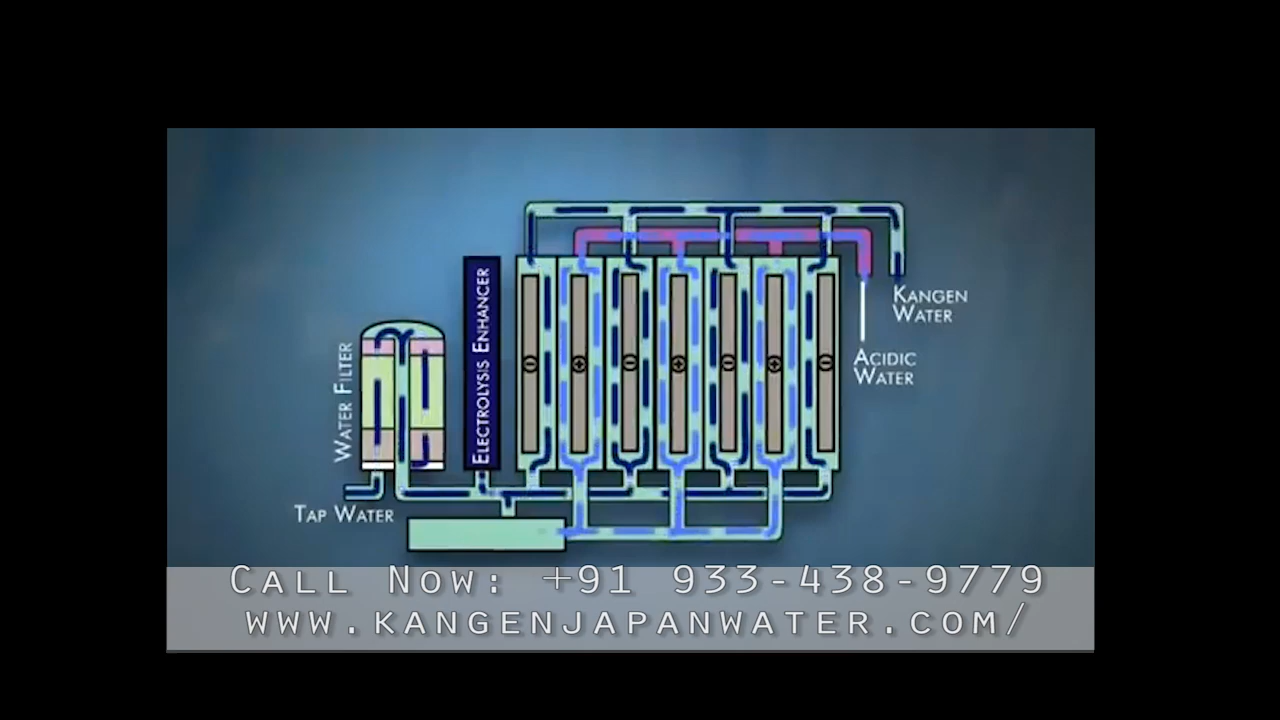 Water Filter
Tap Water
Electrolysis Enhancer
Kangen
Water
Acidic
Water
Call Now: +91 933-438-9779
www.kangenjapanwater.com/